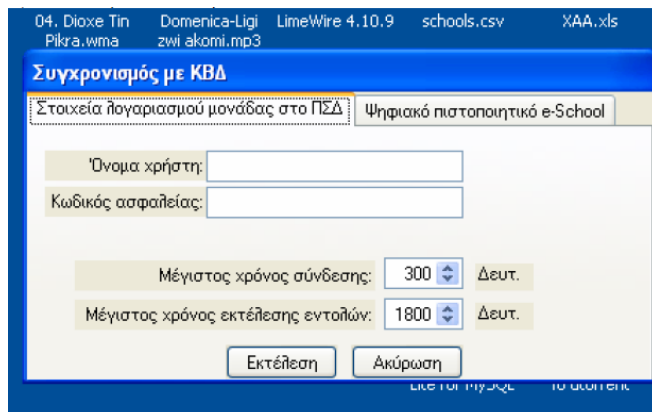 04. Dioxe Tin Domenica-Ligi LimeWire 4.10.9 schools.csv XAA.xls
Pikra.wma zwi akomi.mp3
Συγχρονισμός με ΚΒΔ
Στοιχεία λογαριασμού μονάδας στο ΠΣΔ Ψηφιακό πιστοποιητικό e-School
Όνομα χρήστη:
Κωδικός ασφαλείας:
Μέγιστος χρόνος σύνδεσης: 300 Δευτ.
Μέγιστος χρόνος εκτέλεσης εντολών: 1800 Δευτ.
Εκτέλεση Ακύρωση